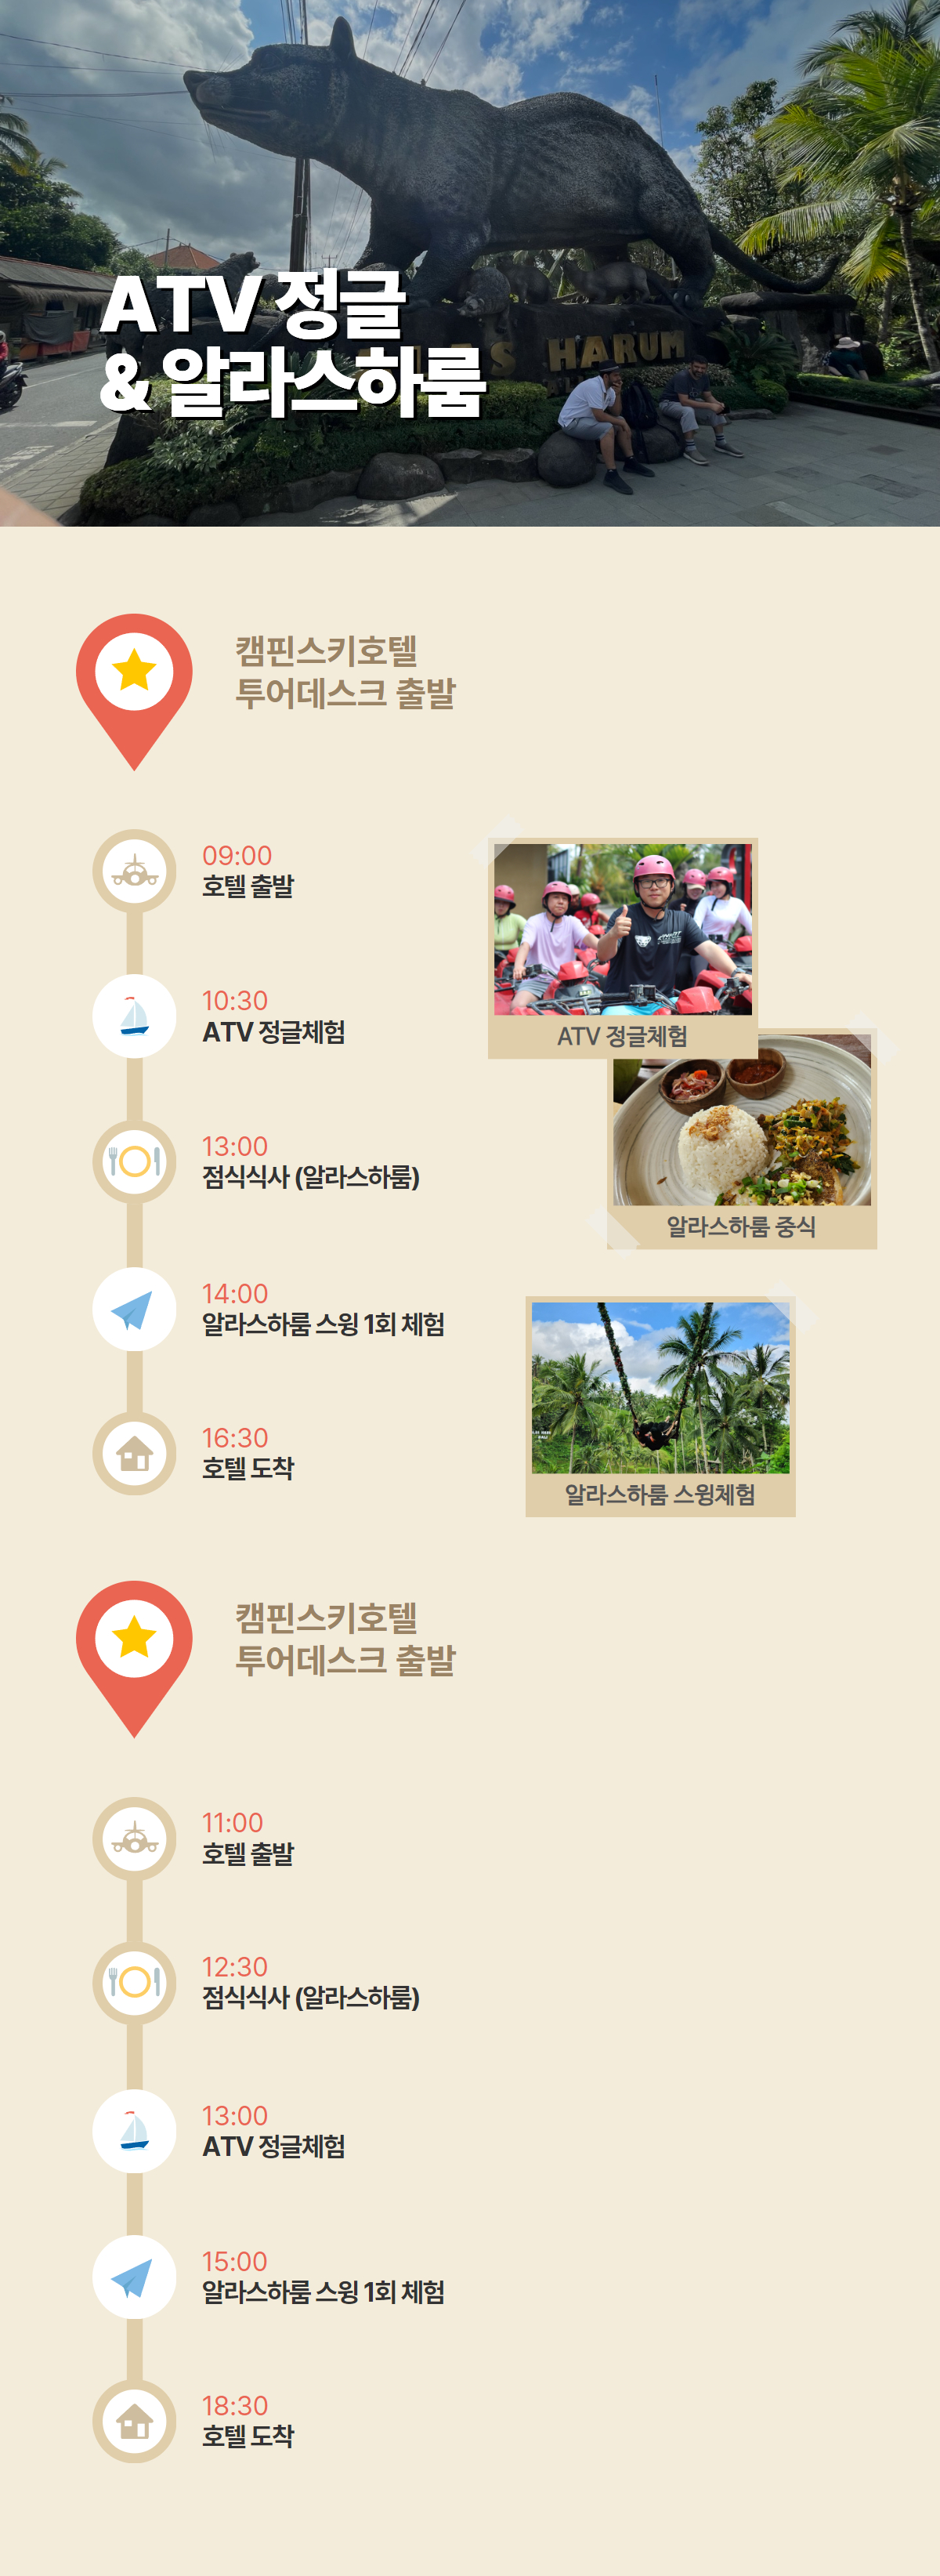 ATV 정글
& 알라스하룸
HARUM
캠핀스키호텔
투어데스크 출발
09:00
호텔 출발
10:30
ATV 정글체험
13:00
점식식사 (알라스하룸)
14:00
알라스하룸 스윙 1회 체험
16:30
호텔 도착
ATV 정글체험
알라스하룸 중식
알라스하룸 스윙체험
캠핀스키호텔
투어데스크 출발
11:00
호텔 출발
12:30
점식식사 (알라스하룸)
13:00
ATV 정글체험
15:00
알라스하룸 스윙 1회 체험
18:30
호텔 도착